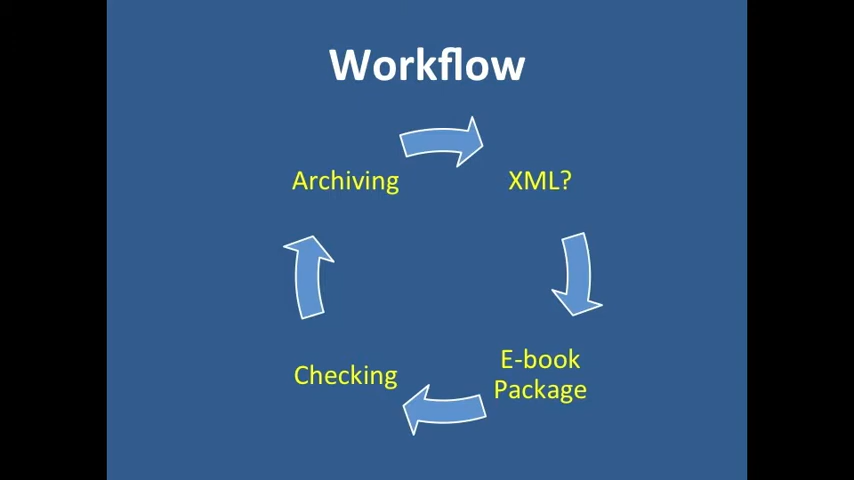 Workflow
Archiving
XML?
E-book
Package
Checking